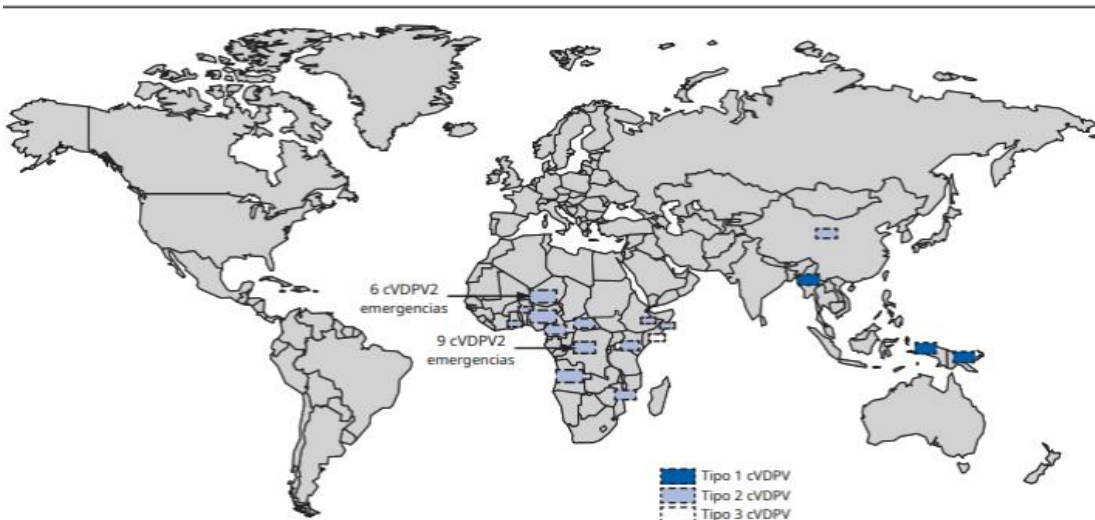 6 cVDPV2
emergencias
9 cVDPV2
emergencias
Tipo 1 cVDPV
Tipo 2 cVDPV
Tipo 3 cVDPV